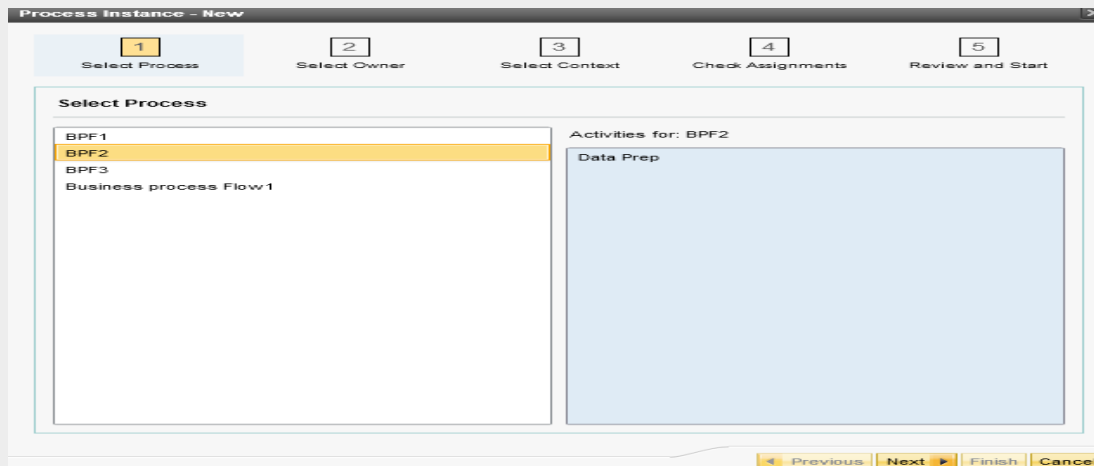 Process Instance - New
1 2 3 4 5
Select Process Select Owner Select Context Check Assignments Review and Start
Select Process
BPF1
BPF2
BPF3
Business process Flow1
Activities for: BPF2
Data Prep
Previous Next Finish Cancel